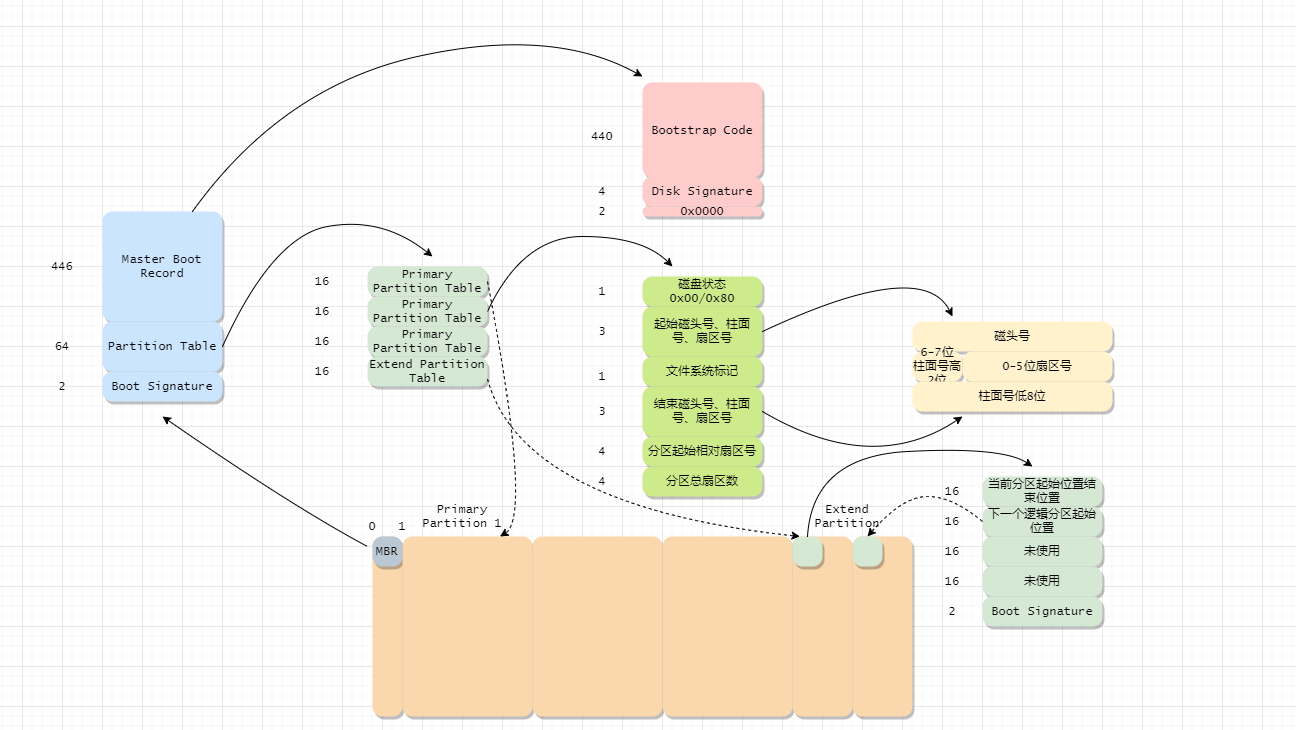 440
Bootstrap Code
4
Disk Signature
2
0x0000
446
Master Boot
Record
64
Partition Table
2
Boot Signature
16
Primary
Partition Table
16
Primary
Partition Table
16
Primary
Partition Table
16
Extend Partition
Table
1
磁盘状态
0x00/0x80
3
起始磁头号、柱面
号、扇区号
1
文件系统标记
3
结束磁头号、柱面
号、扇区号
4
分区起始相对扇区号
4
分区总扇区数
磁头号
6-7位
柱面号高
2位
0-5位扇区号
柱面号低8位
16
当前分区起始位置结
束位置
16
下一个逻辑分区起始
位置
16
未使用
16
未使用
2
Boot Signature
0
1
Primary
Partition 1
Extend
Partition
MBR